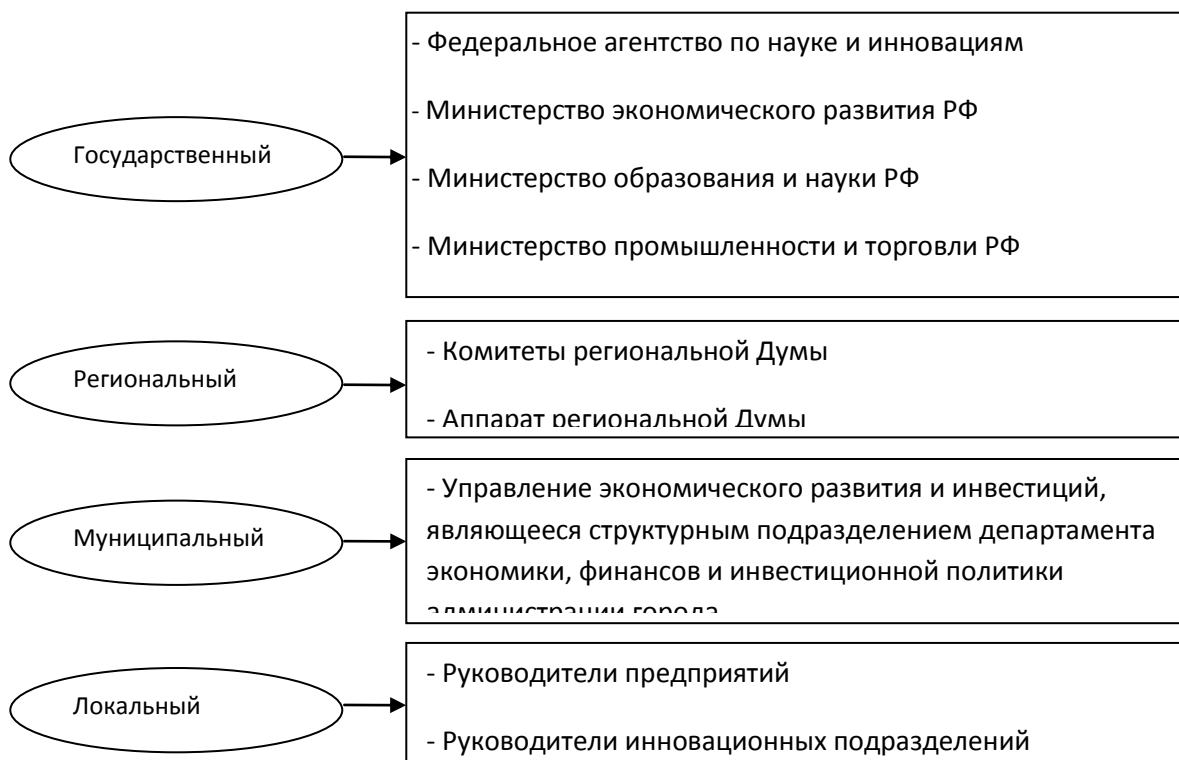 Государственный
- Федеральное агентство по науке и инновациям
- Министерство экономического развития РФ
- Министерство образования и науки РФ
- Министерство промышленности и торговли РФ
Региональный
- Комитеты региональной Думы
- Аппарат региональной Думы
Муниципальный
- Управление экономического развития и инвестиций,
являющееся структурным подразделением департамента
экономики, финансов и инвестиционной политики
администрации города
Локальный
- Руководители предприятий
- Руководители инновационных подразделений